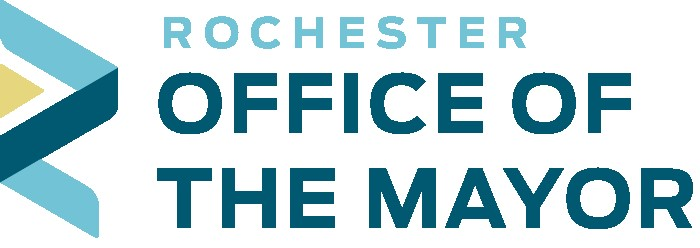 ROCHESTER
OFFICE OF
THE MAYOR